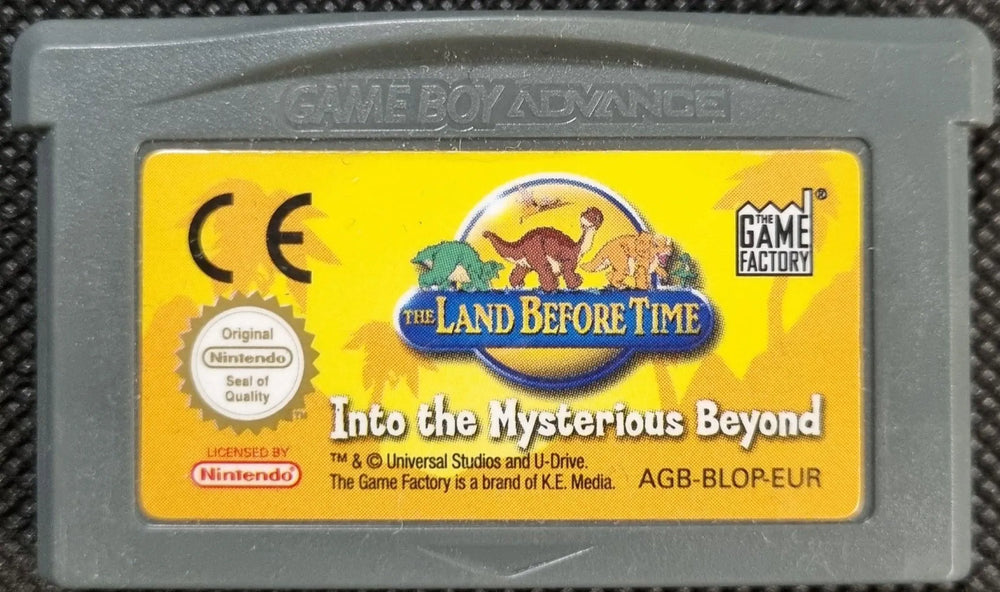 GAME BOY ADVANCE
CE
THE
GAME
FACTORY
®
THE LAND BEFORE TIME
Original
Nintendo
Seal of
Quality
TM
Into the Mysterious Beyond
LICENSED BY
Nintendo®
™ & © Universal Studios and U-Drive.
The Game Factory is a brand of K.E. Media.
AGB-BLOP-EUR